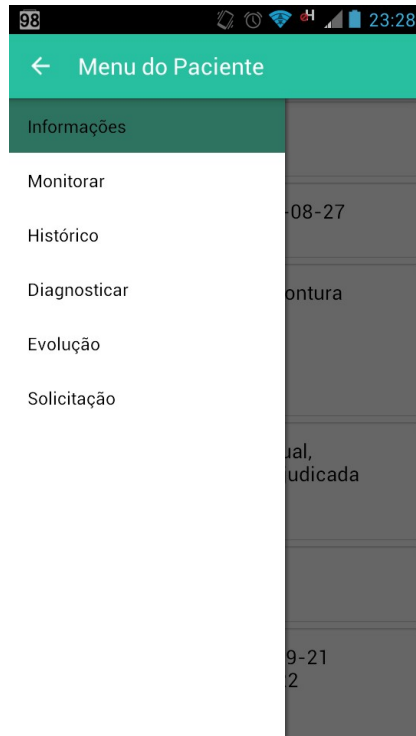 98
23:28
Menu do Paciente
Informações
Monitorar
-08-27
Histórico
Diagnosticar
ontura
Evolução
Solicitação
ual,
udicada
9-21
2